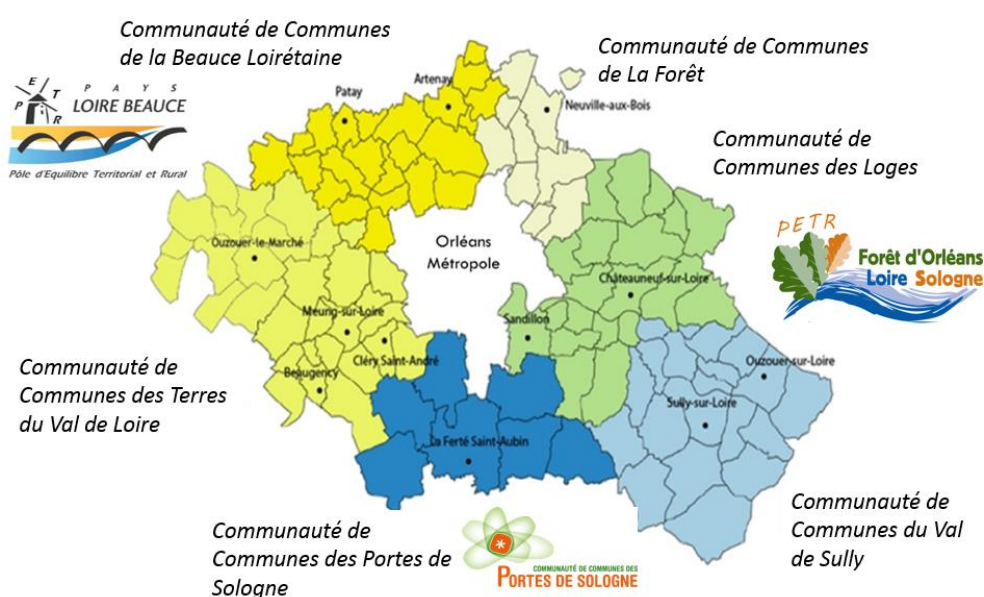 Communauté de Communes
de la Beauce Loirétaine
Communauté de Communes
de La Forêt
P E T R
P A Y S
LOIRE BEAUCE
Pôle d'Equilibre Territorial et Rural
Artenay
Patay
Neuville-aux-Bois
Communauté de
Communes des Loges
PETR
Forêt d'Orléans
Loire Sologne
Orléans
Métropole
Ouzouer-le-Marché
Châteauneuf-sur-Loire
Meung-sur-Loire
Sandillon
Cléry Saint-André
Beaugency
Ouzouer-sur-Loire
Sully-sur-Loire
La Ferté Saint-Aubin
Communauté de
Communes des Terres
du Val de Loire
Communauté de
Communes des Portes de
Sologne
COMMUNAUTÉ DE COMMUNES DES
PORTES DE SOLOGNE
Communauté de
Communes du Val
de Sully